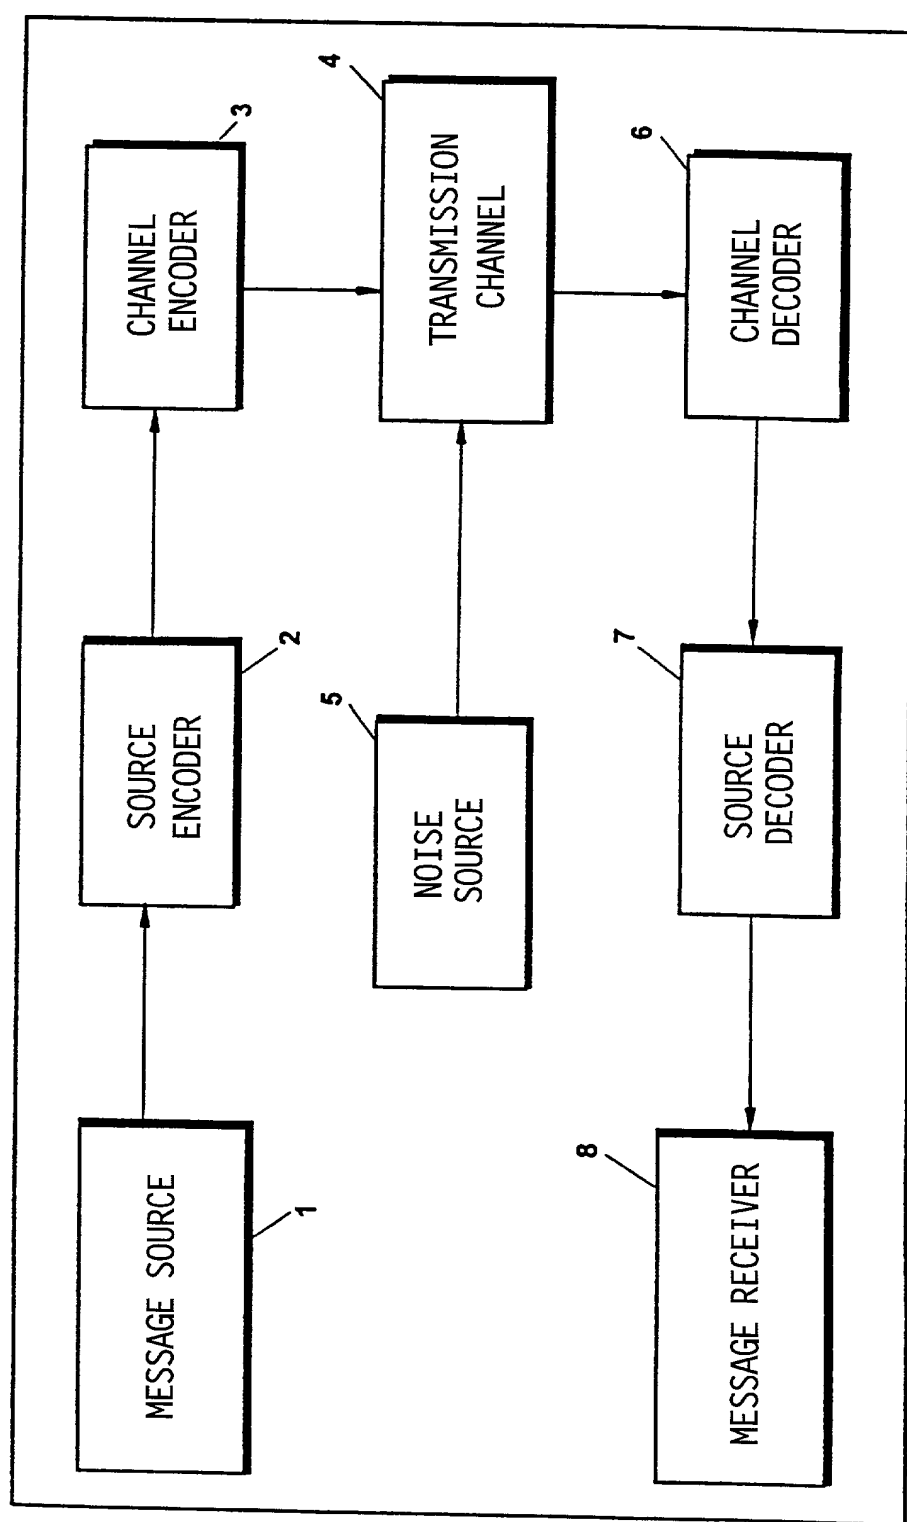 MESSAGE SOURCE
1
SOURCE
ENCODER
2
CHANNEL
ENCODER
3
NOISE
SOURCE
5
TRANSMISSION
CHANNEL
4
MESSAGE RECEIVER
8
SOURCE
DECODER
7
CHANNEL
DECODER
6